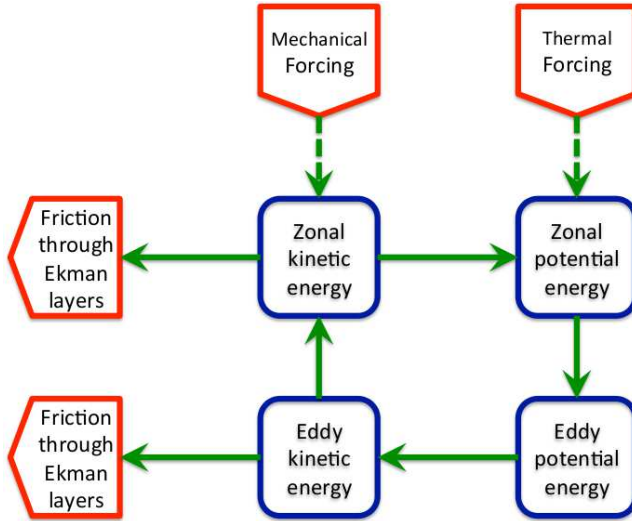 Mechanical
Forcing
Thermal
Forcing
Friction
through
Ekman
layers
Zonal
kinetic
energy
Zonal
potential
energy
Friction
through
Ekman
layers
Eddy
kinetic
energy
Eddy
potential
energy